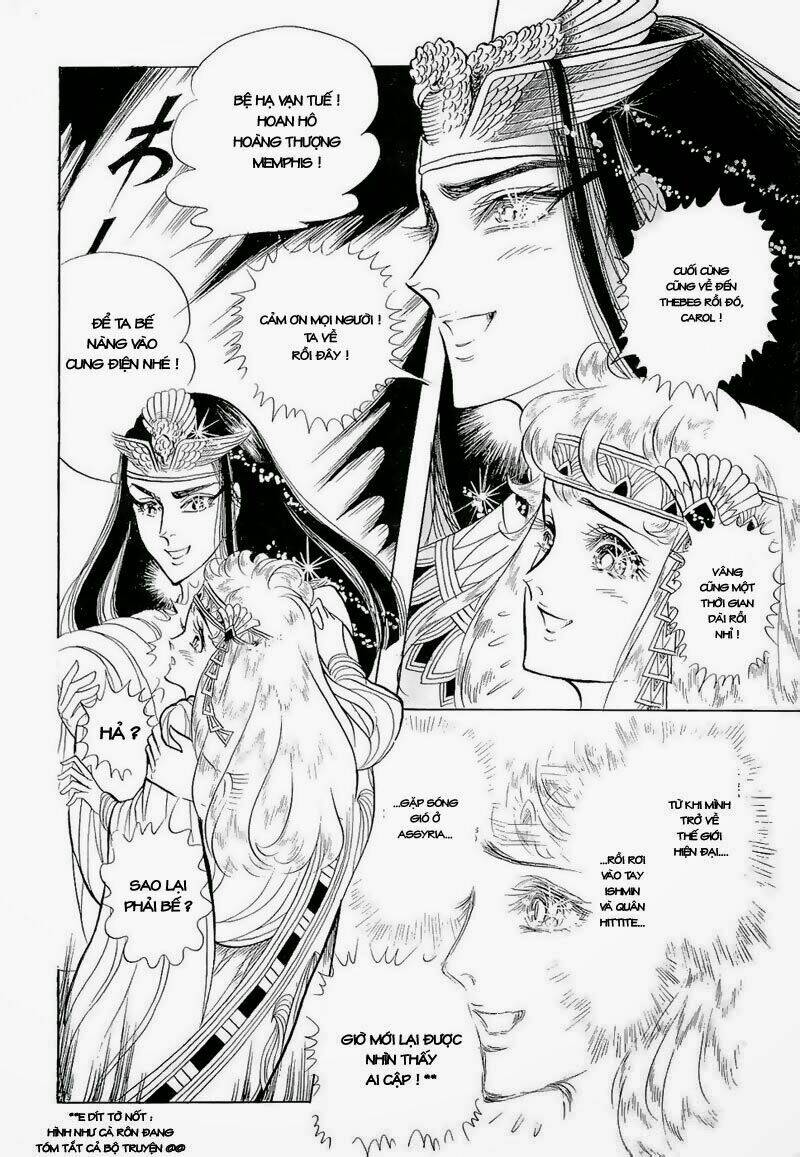 BỆ HẠ VẠN TUẾ !
HOAN HÔ
HOÀNG THƯỢNG
MEMPHIS !
わー
CUỐI CÙNG
CŨNG VỀ ĐẾN
THEBES RỒI ĐÓ,
CAROL !
CẢM ƠN MỌI NGƯỜI !
TA VỀ
RỒI ĐÂY !
ĐỂ TA BẾ
NÀNG VÀO
CUNG ĐIỆN NHÉ !
VÂNG
CŨNG MỘT
THỜI GIAN
DÀI RỒI
NHỈ !
HẢ ?
SAO LẠI
PHẢI BẾ ?
TỪ KHI MÌNH
TRỞ VỀ
THẾ GIỚI
HIỆN ĐẠI....
...GẶP SÓNG
GIÓ Ở
ASSYRIA...
...RỒI RƠI
VÀO TAY
ISHMIN
VÀ QUÂN
HITTITE...
GIỜ MỚI LẠI ĐƯỢC
NHÌN THẤY
AI CẬP ! **
**E DÍT TỚ NỐT :
HÌNH NHƯ CÀ RÔN ĐANG
TÓM TẮT CẢ BỘ TRUYỆN @@